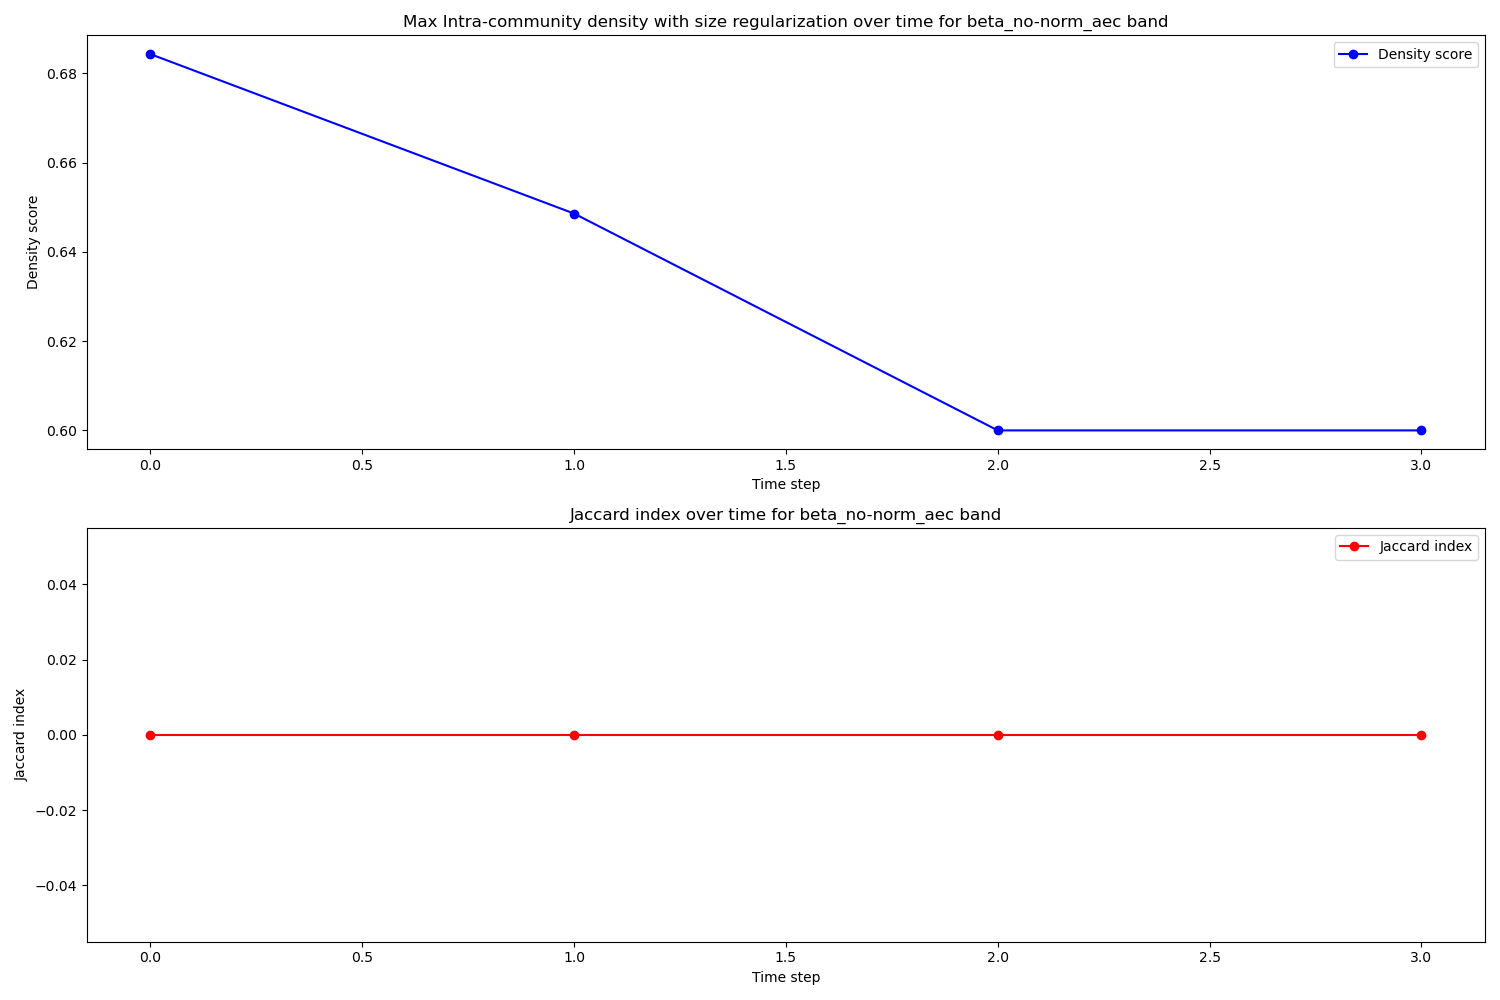 Max Intra-community density with size regularization over time for beta_no-norm_aec band
Density score
0.68
0.66
0.64
0.62
0.60
Density score
0.0 0.5 1.0 1.5 2.0 2.5 3.0
Time step
Jaccard index over time for beta_no-norm_aec band
Jaccard index
0.04
0.02
0.00
−0.02
−0.04
Jaccard index
0.0 0.5 1.0 1.5 2.0 2.5 3.0
Time step